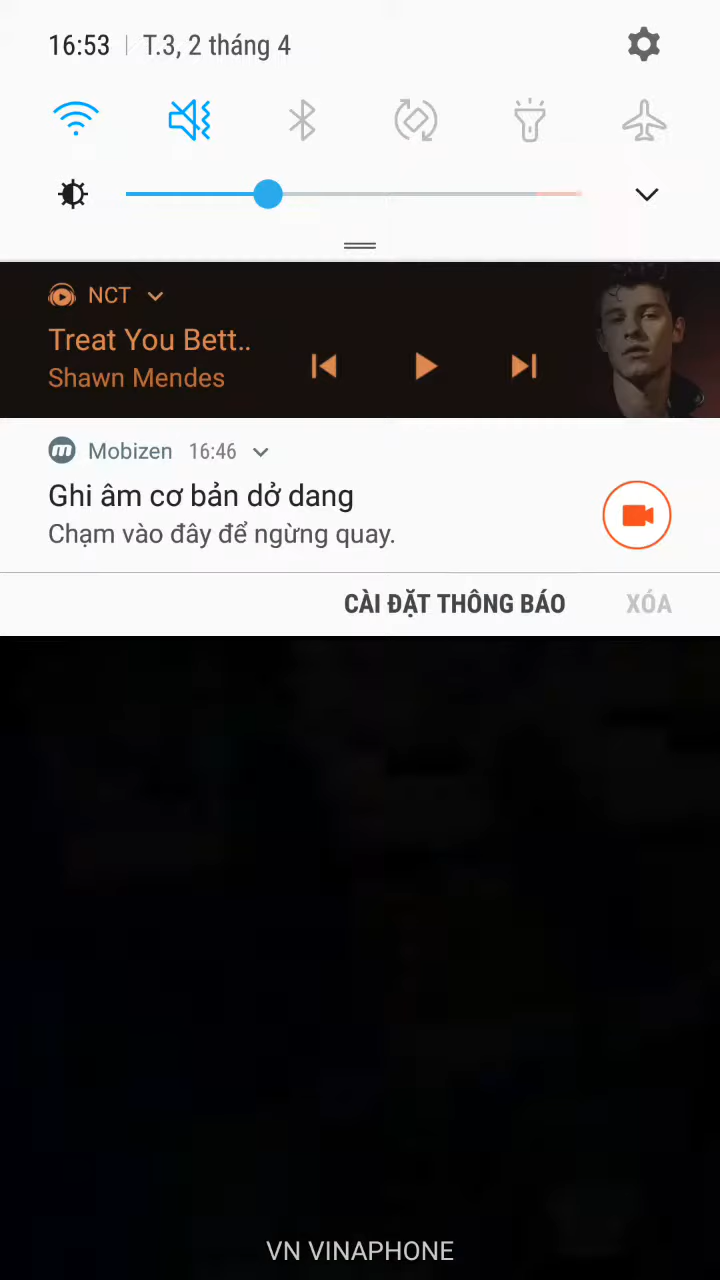 16:53 | T.3, 2 tháng 4
NCT
Treat You Bett..
Shawn Mendes
Mobizen 16:46
Ghi âm cơ bản dở dang
Chạm vào đây để ngừng quay.
CÀI ĐẶT THÔNG BÁO XÓA
VN VINAPHONE